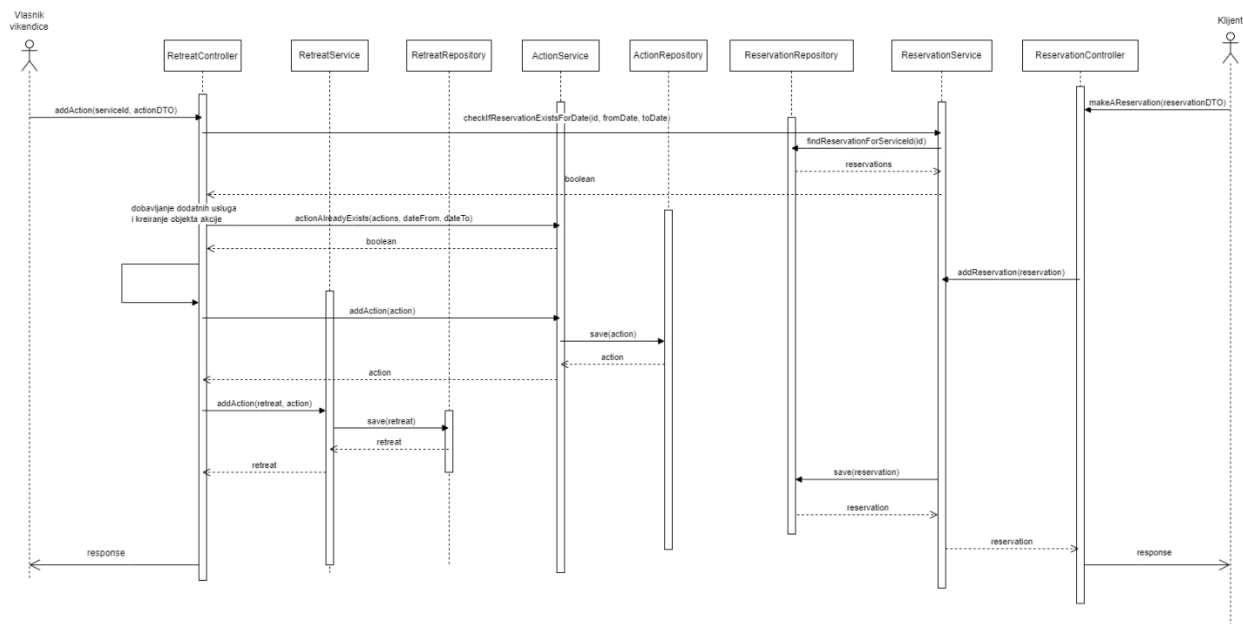 Vlasnik
vikendice
Klijent
RetreatController
RetreatService
RetreatRepository
ActionService
ActionRepository
ReservationRepository
ReservationService
ReservationController
addAction(serviceId, actionDTO)
makeAReservation(reservationDTO)
checkIfReservationExistsForDate(id, fromDate, toDate)
findReservationForServiceId(id)
reservations
boolean
dobavljanje dodatnih usluga
i kreiranje objekta akcije
actionAlreadyExists(actions, dateFrom, dateTo)
boolean
addReservation(reservation)
addAction(action)
save(action)
action
action
addAction(retreat, action)
save(retreat)
retreat
retreat
save(reservation)
reservation
reservation
response
response